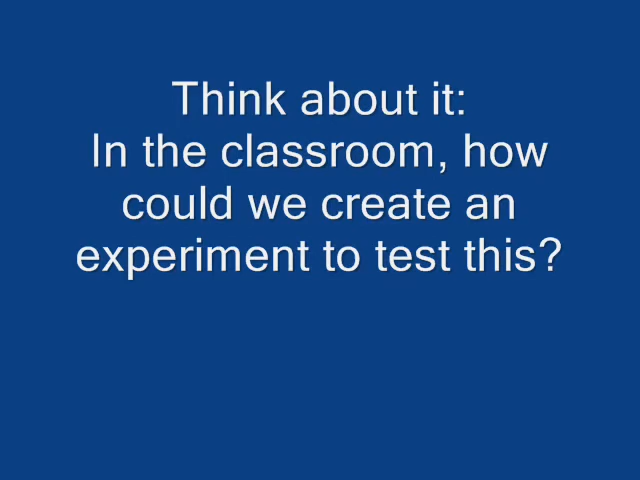 Think about it:
In the classroom, how
could we create an
experiment to test this?